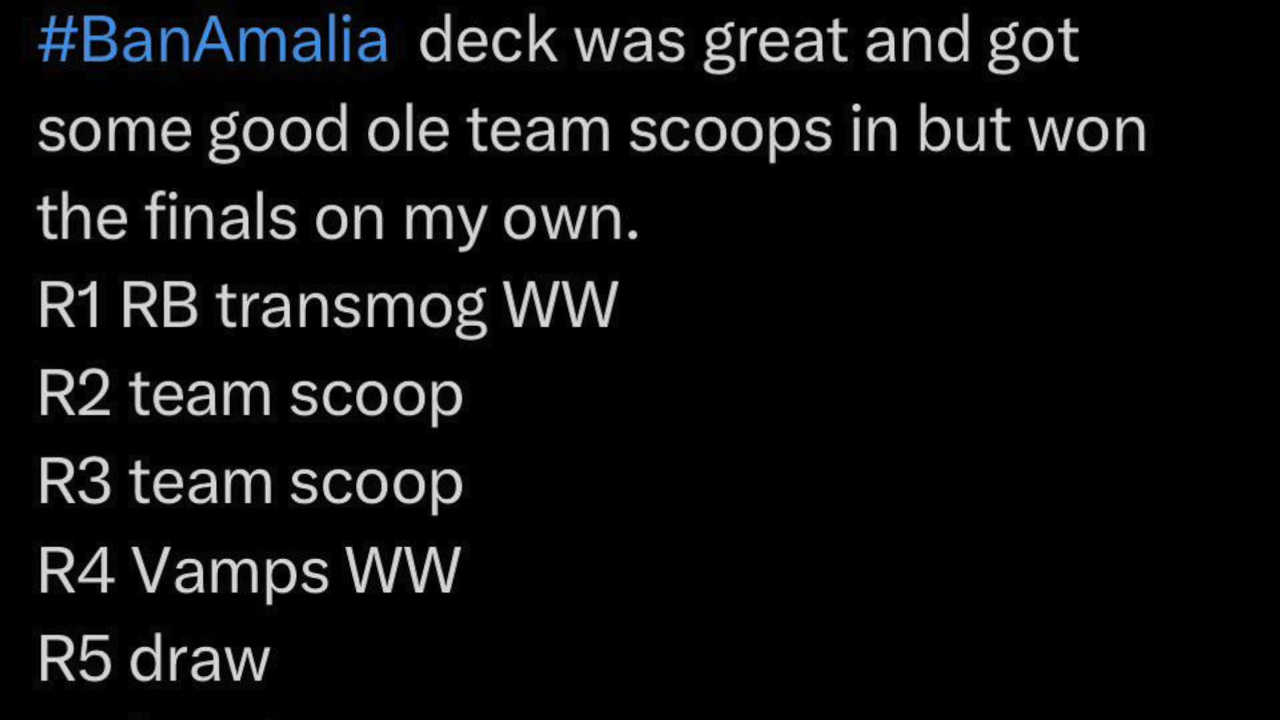 #BanAmalia deck was great and got
some good ole team scoops in but won
the finals on my own.
R1 RB transmog WW
R2 team scoop
R3 team scoop
R4 Vamps WW
R5 draw